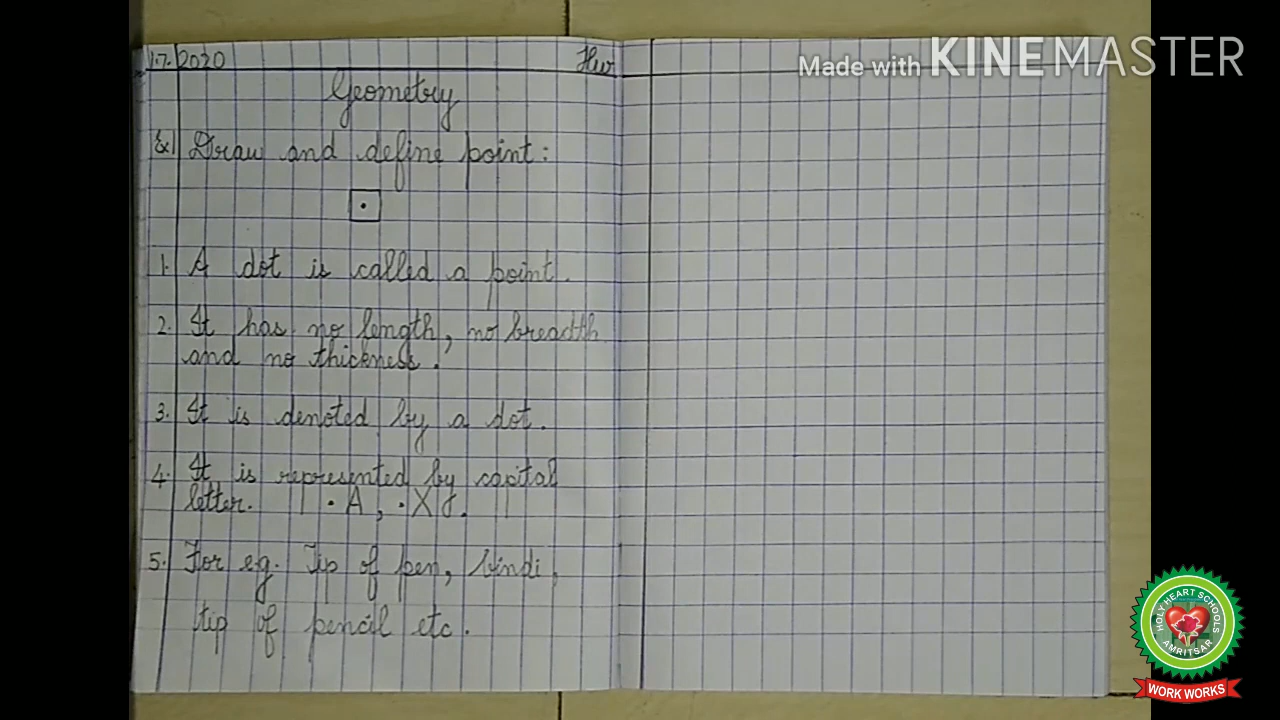 1.7.2020 Hw
Made with KINEMASTER
Geometry
Q1 Draw and define point:
1. A dot is called a point.
2. It has no length, no breadth
and no thickness.
3. It is denoted by a dot.
4. It is represented by capital
letter. [ . A, . X ].
5. For eg. Tip of pen, bindi,
tip of pencil etc.
HOLY HEART SCHOOLS
AMRITSAR
WORK WORKS